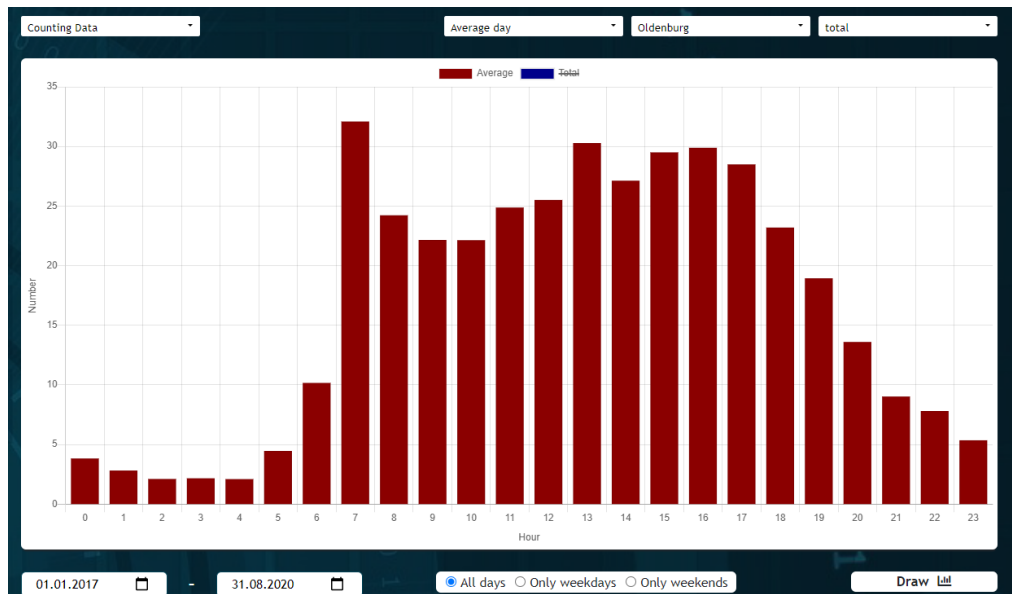 Counting Data Average day Oldenburg total
Average Total
35
30
25
20
15
10
5
0
Number
0 1 2 3 4 5 6 7 8 9 10 11 12 13 14 15 16 17 18 19 20 21 22 23
Hour
01.01.2017 - 31.08.2020 All days Only weekdays Only weekends Draw